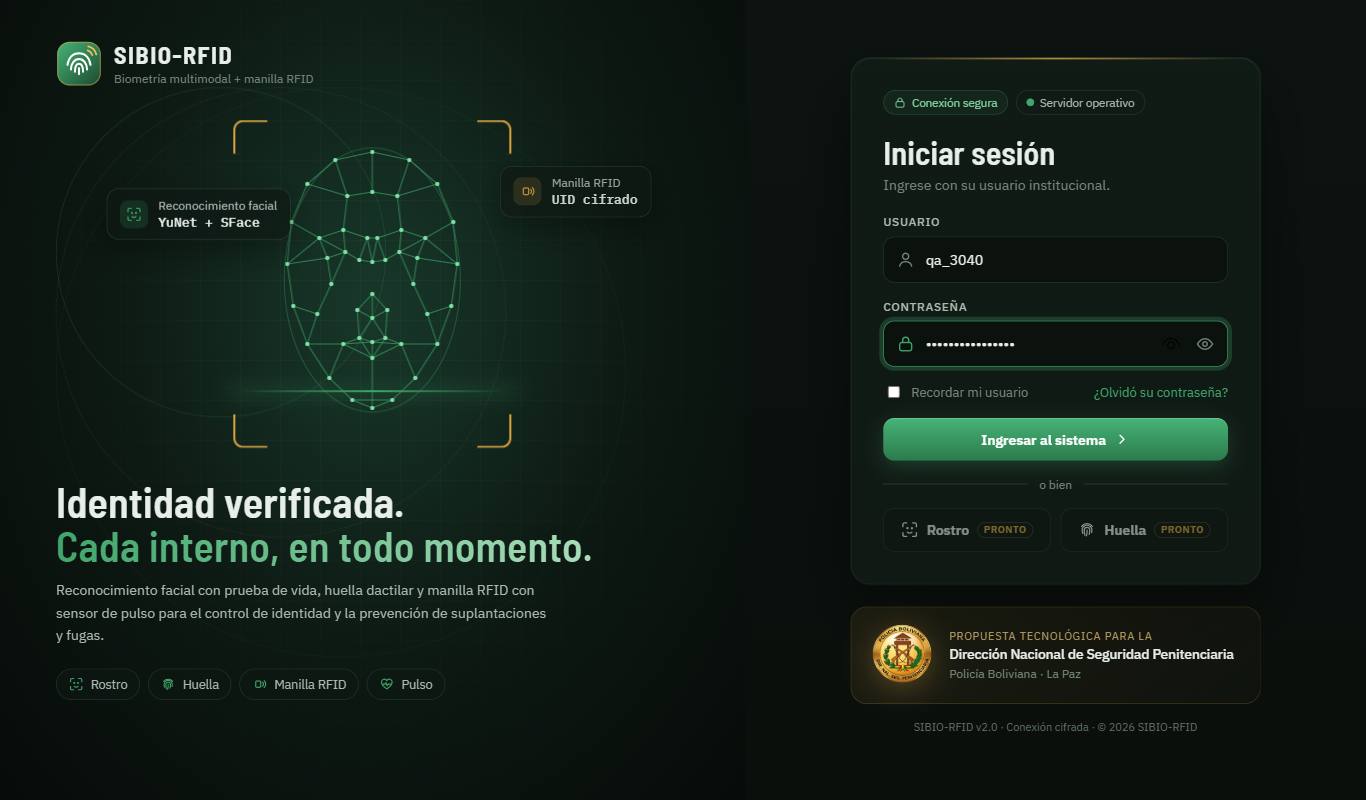 SIBIO-RFID
Biometría multimodal + manilla RFID
Reconocimiento facial
YuNet + SFace
Manilla RFID
UID cifrado
Identidad verificada.
Cada interno, en todo momento.
Reconocimiento facial con prueba de vida, huella dactilar y manilla RFID con
sensor de pulso para el control de identidad y la prevención de suplantaciones
y fugas.
Rostro
Huella
Manilla RFID
Pulso
Conexión segura
Servidor operativo
Iniciar sesión
Ingrese con su usuario institucional.
USUARIO
qa_3040
CONTRASEÑA
••••••••••••••••
Recordar mi usuario
¿Olvidó su contraseña?
Ingresar al sistema
o bien
Rostro PRONTO
Huella PRONTO
POLICIA BOLIVIANA
PROPUESTA TECNOLÓGICA PARA LA
Dirección Nacional de Seguridad Penitenciaria
Policía Boliviana · La Paz
SIBIO-RFID v2.0 · Conexión cifrada · © 2026 SIBIO-RFID